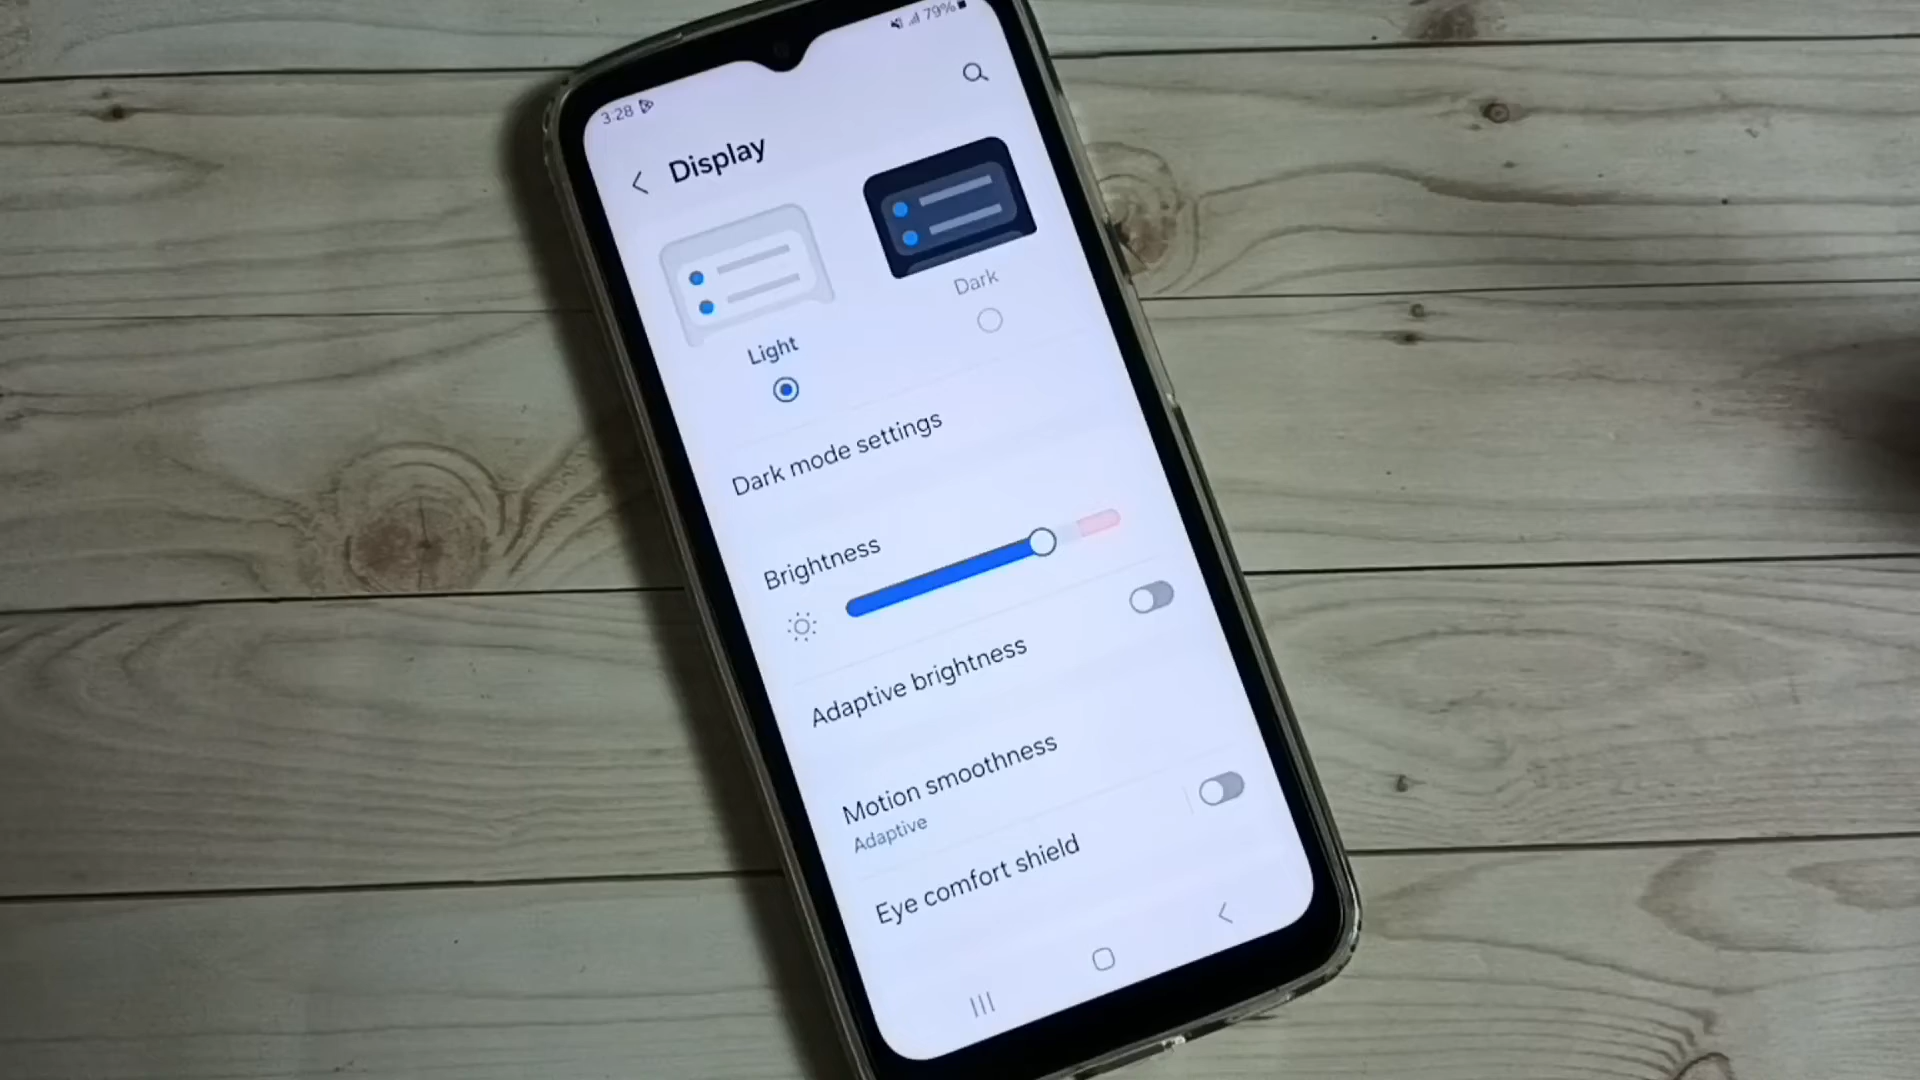 79%
3:28
Display
Light
Dark
Dark mode settings
Brightness
Adaptive brightness
Motion smoothness
Adaptive
Eye comfort shield